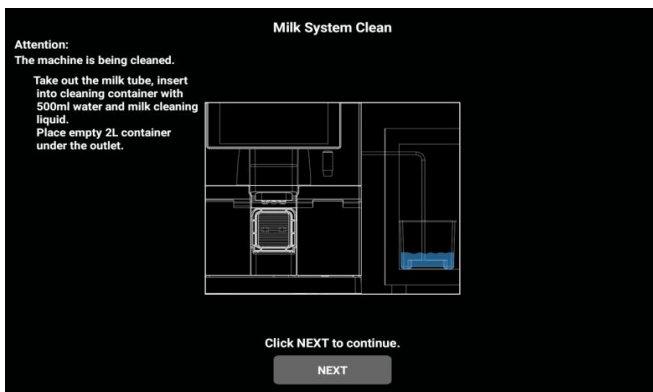 Milk System Clean
Attention:
The machine is being cleaned.
Take out the milk tube, insert
into cleaning container with
500ml water and milk cleaning
liquid.
Place empty 2L container
under the outlet.
Click NEXT to continue.
NEXT